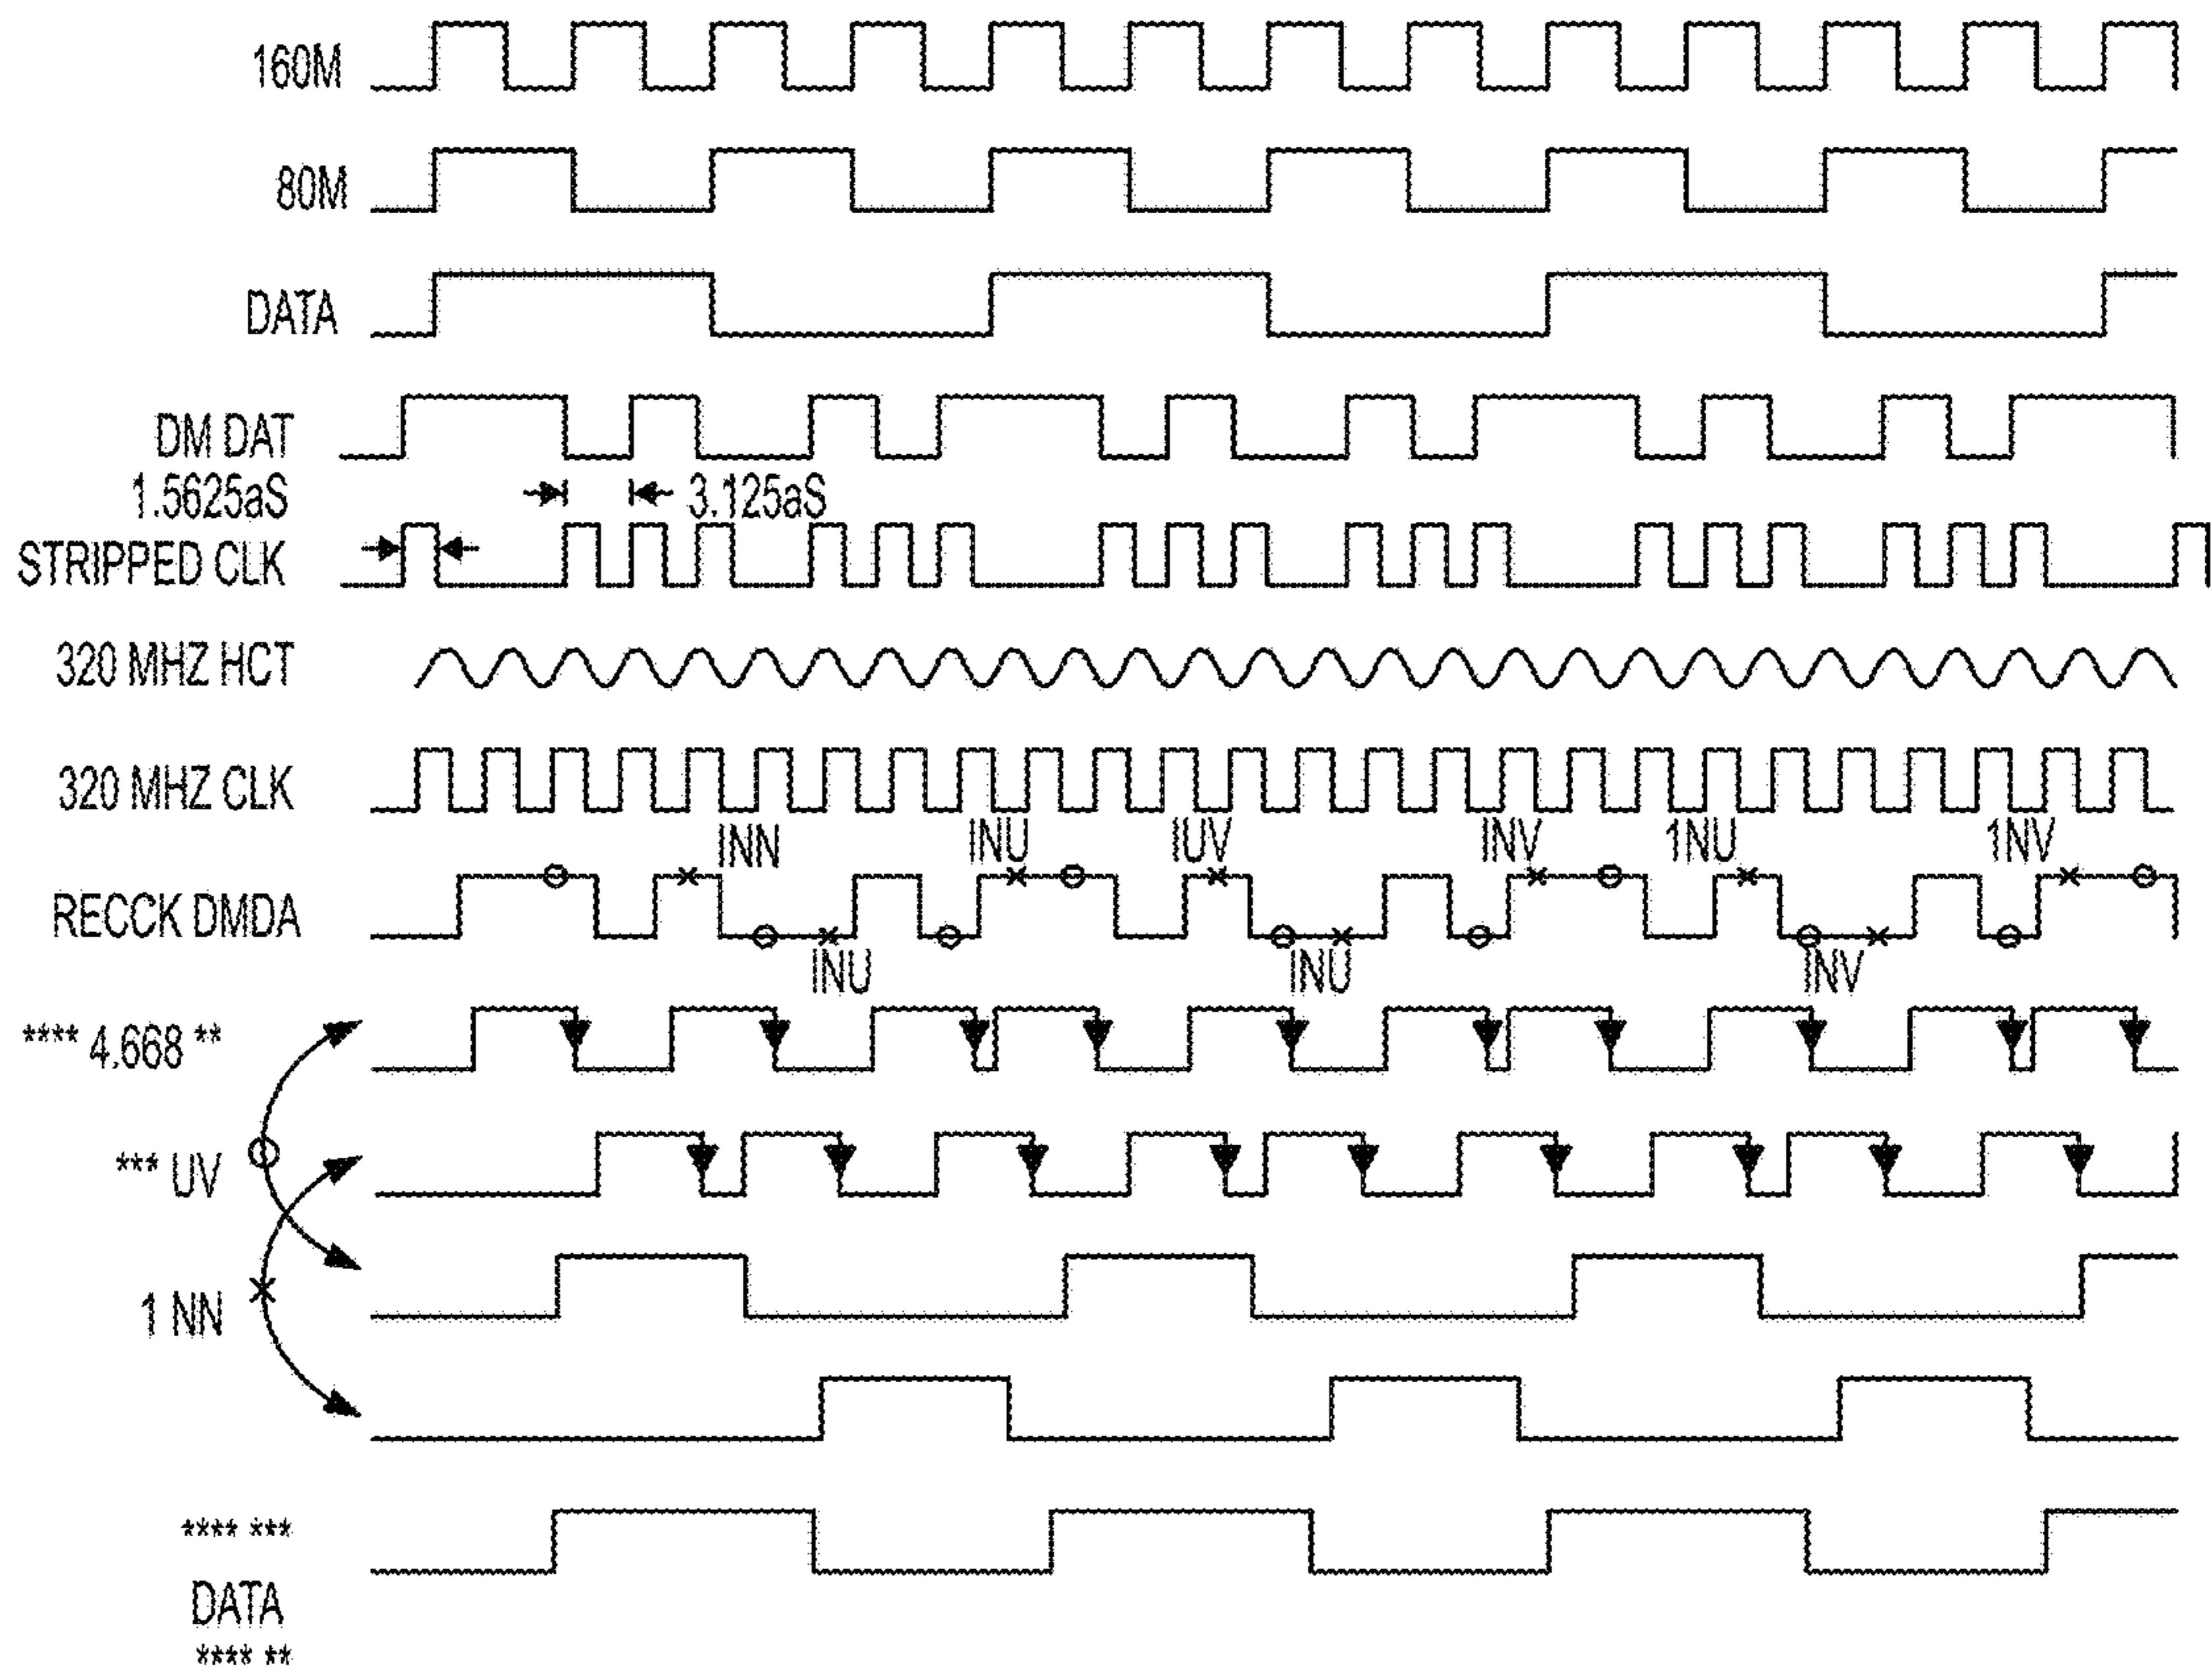 160M
80M
DATA
DM DAT
1.5625aS
3.125aS
STRIPPED CLK
320 MHZ HCT
320 MHZ CLK
INN INU IUV INV 1NU 1NV
RECCK DMDA
INU INU INV
**** 4.668 **
*** UV
1 NN
**** ***
DATA
**** **